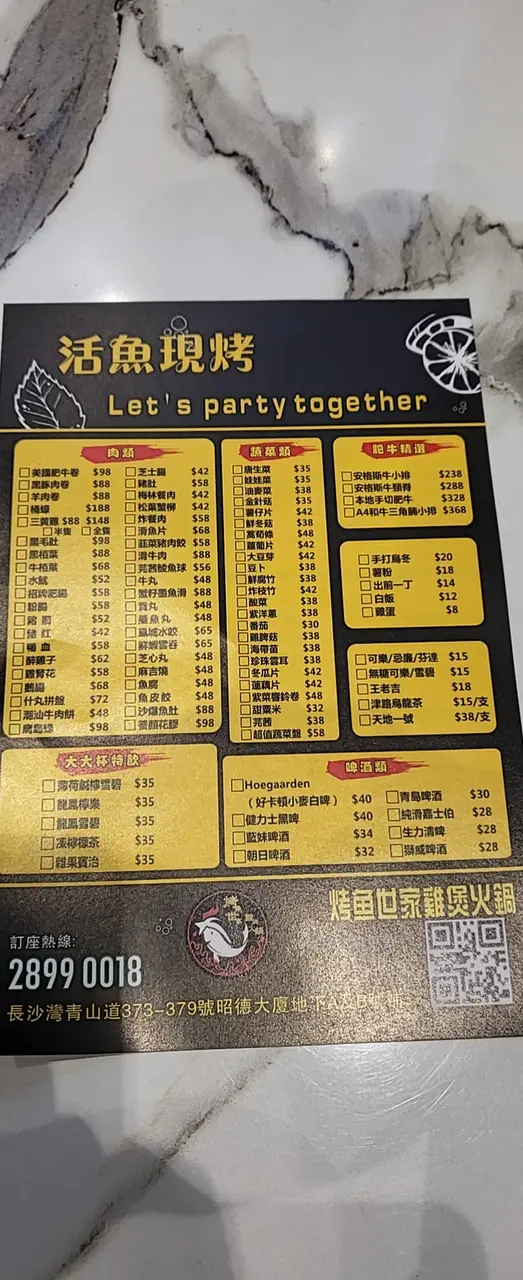 活魚現烤
Let's party together
肉類
美國肥牛卷 $98
黑豚肉卷 $88
羊肉卷 $88
桶蠔 $188
三黃雞 $88 $148
半隻 全隻
黑毛肚 $98
黑栢葉 $88
牛栢葉 $68
水魷 $52
招牌肥腸 $58
粉腸 $58
$52
豬紅 $42
鴨血 $58
醉雞子 $62
雞腎花 $58
鵝腸 $68
什丸拼盤 $72
潮汕牛肉餅 $48
$98
芝士腸 $42
豬肚 $58
梅林餐肉 $42
松葉蟹柳 $42
炸餐肉 $58
滑魚片 $68
韮菜豬肉餃 $58
滑牛肉 $88
芫茜鯪魚球 $56
牛丸 $48
蟹籽墨魚滑 $88
貢丸 $48
墨魚丸 $48
$65
鮮蝦雲吞 $65
芝心丸 $48
麻吉燒 $48
魚腐 $48
魚皮餃 $48
沙爆魚肚 $88
養顏花膠 $98
蔬菜類
唐生菜 $35
娃娃菜 $35
油麥菜 $38
金針菇 $35
薯仔片 $42
鮮冬菇 $38
茼蒿條 $48
蘿蔔片 $42
大豆芽 $42
豆卜 $38
鮮腐竹 $38
炸枝竹 $42
酸菜 $38
紫洋蔥 $38
番茄 $30
雞脾菇 $38
海帶苗 $38
珍珠雲耳 $38
冬瓜片 $42
蓮藕片 $42
紫菜響鈴卷 $48
甜粟米 $32
芫茜 $38
超值蔬菜盤 $58
肥牛精選
安格斯牛小排 $238
安格斯牛頸脊 $288
本地手切肥牛 $328
A4和牛三角腩小排 $368
手打烏冬 $20
薯粉 $18
出前一丁 $14
白飯 $12
雞蛋 $8
可樂/忌廉/芬達 $15
無糖可樂/雪碧 $15
王老吉 $18
津路烏龍茶 $15/支
天地一號 $38/支
大大杯特飲
薄荷鹹檸雪碧 $35
龍鳳檸樂 $35
龍鳳雪碧 $35
凍檸檬茶 $35
雜果賓治 $35
啤酒類
Hoegaarden
（好卡頓小麥白啤） $40
健力士黑啤 $40
藍妹啤酒 $34
朝日啤酒 $32
青島啤酒 $30
純滑嘉士伯 $28
生力清啤 $28
獅威啤酒 $28
烤鱼世家雞煲火鍋
訂座熱線:
2899 0018
長沙灣青山道373-379號昭德大廈地下A及B號舖